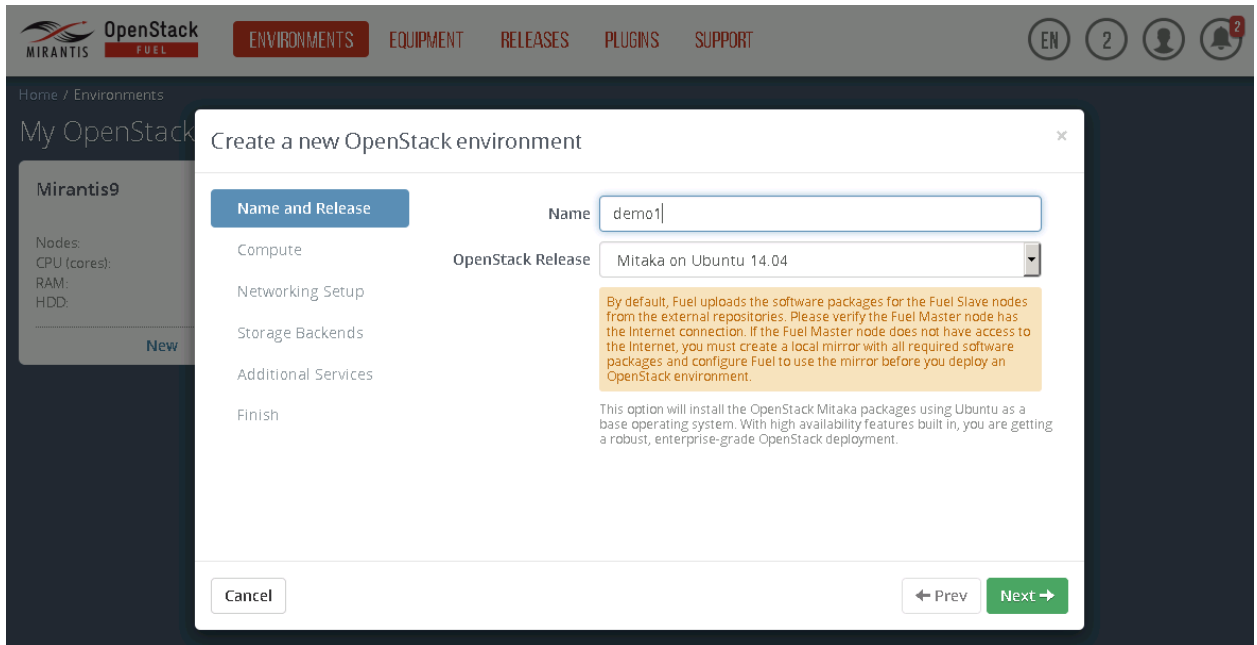 MIRANTIS OpenStack FUEL
ENVIRONMENTS EQUIPMENT RELEASES PLUGINS SUPPORT
EN 2 2
Home / Environments
My OpenStack
Mirantis9
Nodes:
CPU (cores):
RAM:
HDD:
New
Create a new OpenStack environment ×
Name and Release
Compute
Networking Setup
Storage Backends
Additional Services
Finish
Name demo1
OpenStack Release Mitaka on Ubuntu 14.04
By default, Fuel uploads the software packages for the Fuel Slave nodes
from the external repositories. Please verify the Fuel Master node has
the Internet connection. If the Fuel Master node does not have access to
the Internet, you must create a local mirror with all required software
packages and configure Fuel to use the mirror before you deploy an
OpenStack environment.
This option will install the OpenStack Mitaka packages using Ubuntu as a
base operating system. With high availability features built in, you are getting
a robust, enterprise-grade OpenStack deployment.
Cancel ← Prev Next →